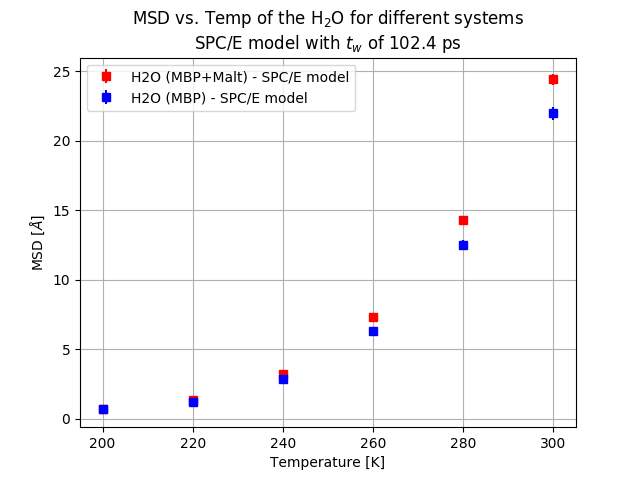 MSD vs. Temp of the H₂O for different systems
SPC/E model with t_w of 102.4 ps
H2O (MBP+Malt) - SPC/E model
H2O (MBP) - SPC/E model
MSD [Å]
25
20
15
10
5
0
200 220 240 260 280 300
Temperature [K]